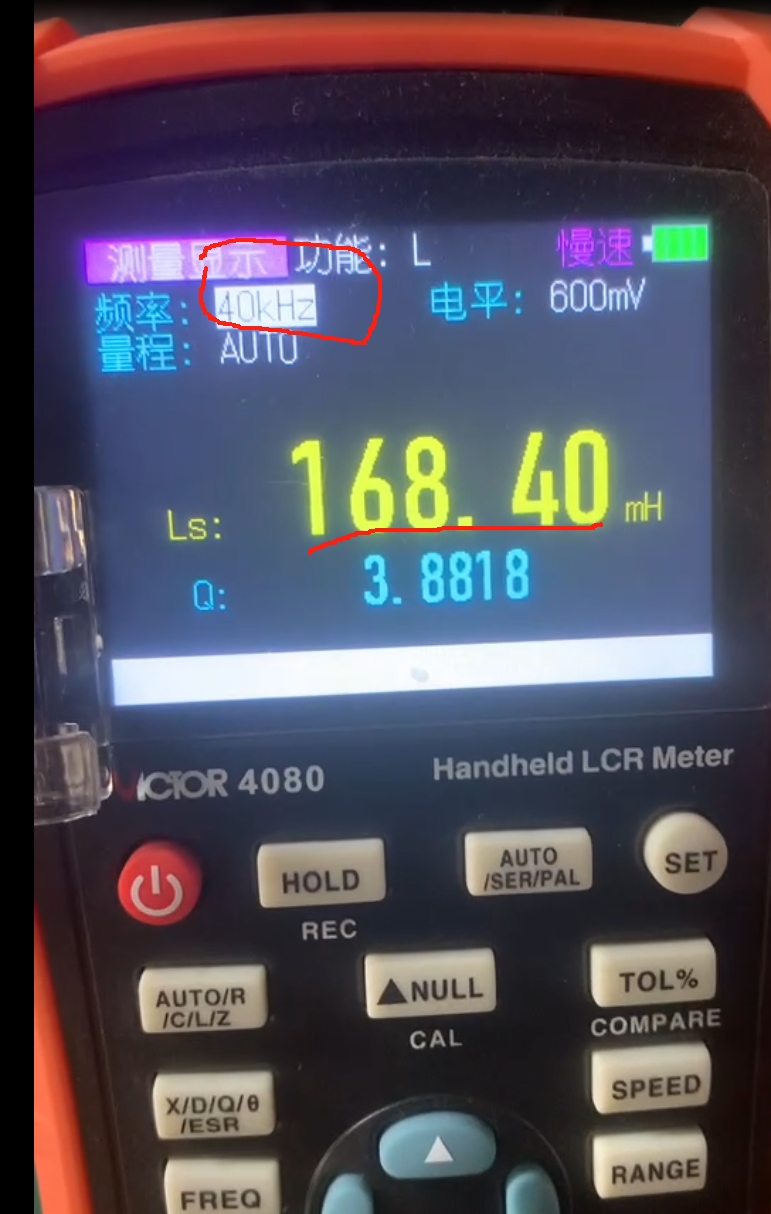 测量显示 功能: L 慢速
频率: 40kHz 电平: 600mV
量程: AUTO
Ls: 168.40 mH
Q: 3.8818
VICTOR 4080 Handheld LCR Meter
HOLD
AUTO
/SER/PAL
SET
REC
AUTO/R
/C/L/Z
▲NULL
TOL%
CAL
COMPARE
X/D/Q/θ
/ESR
SPEED
FREQ
RANGE